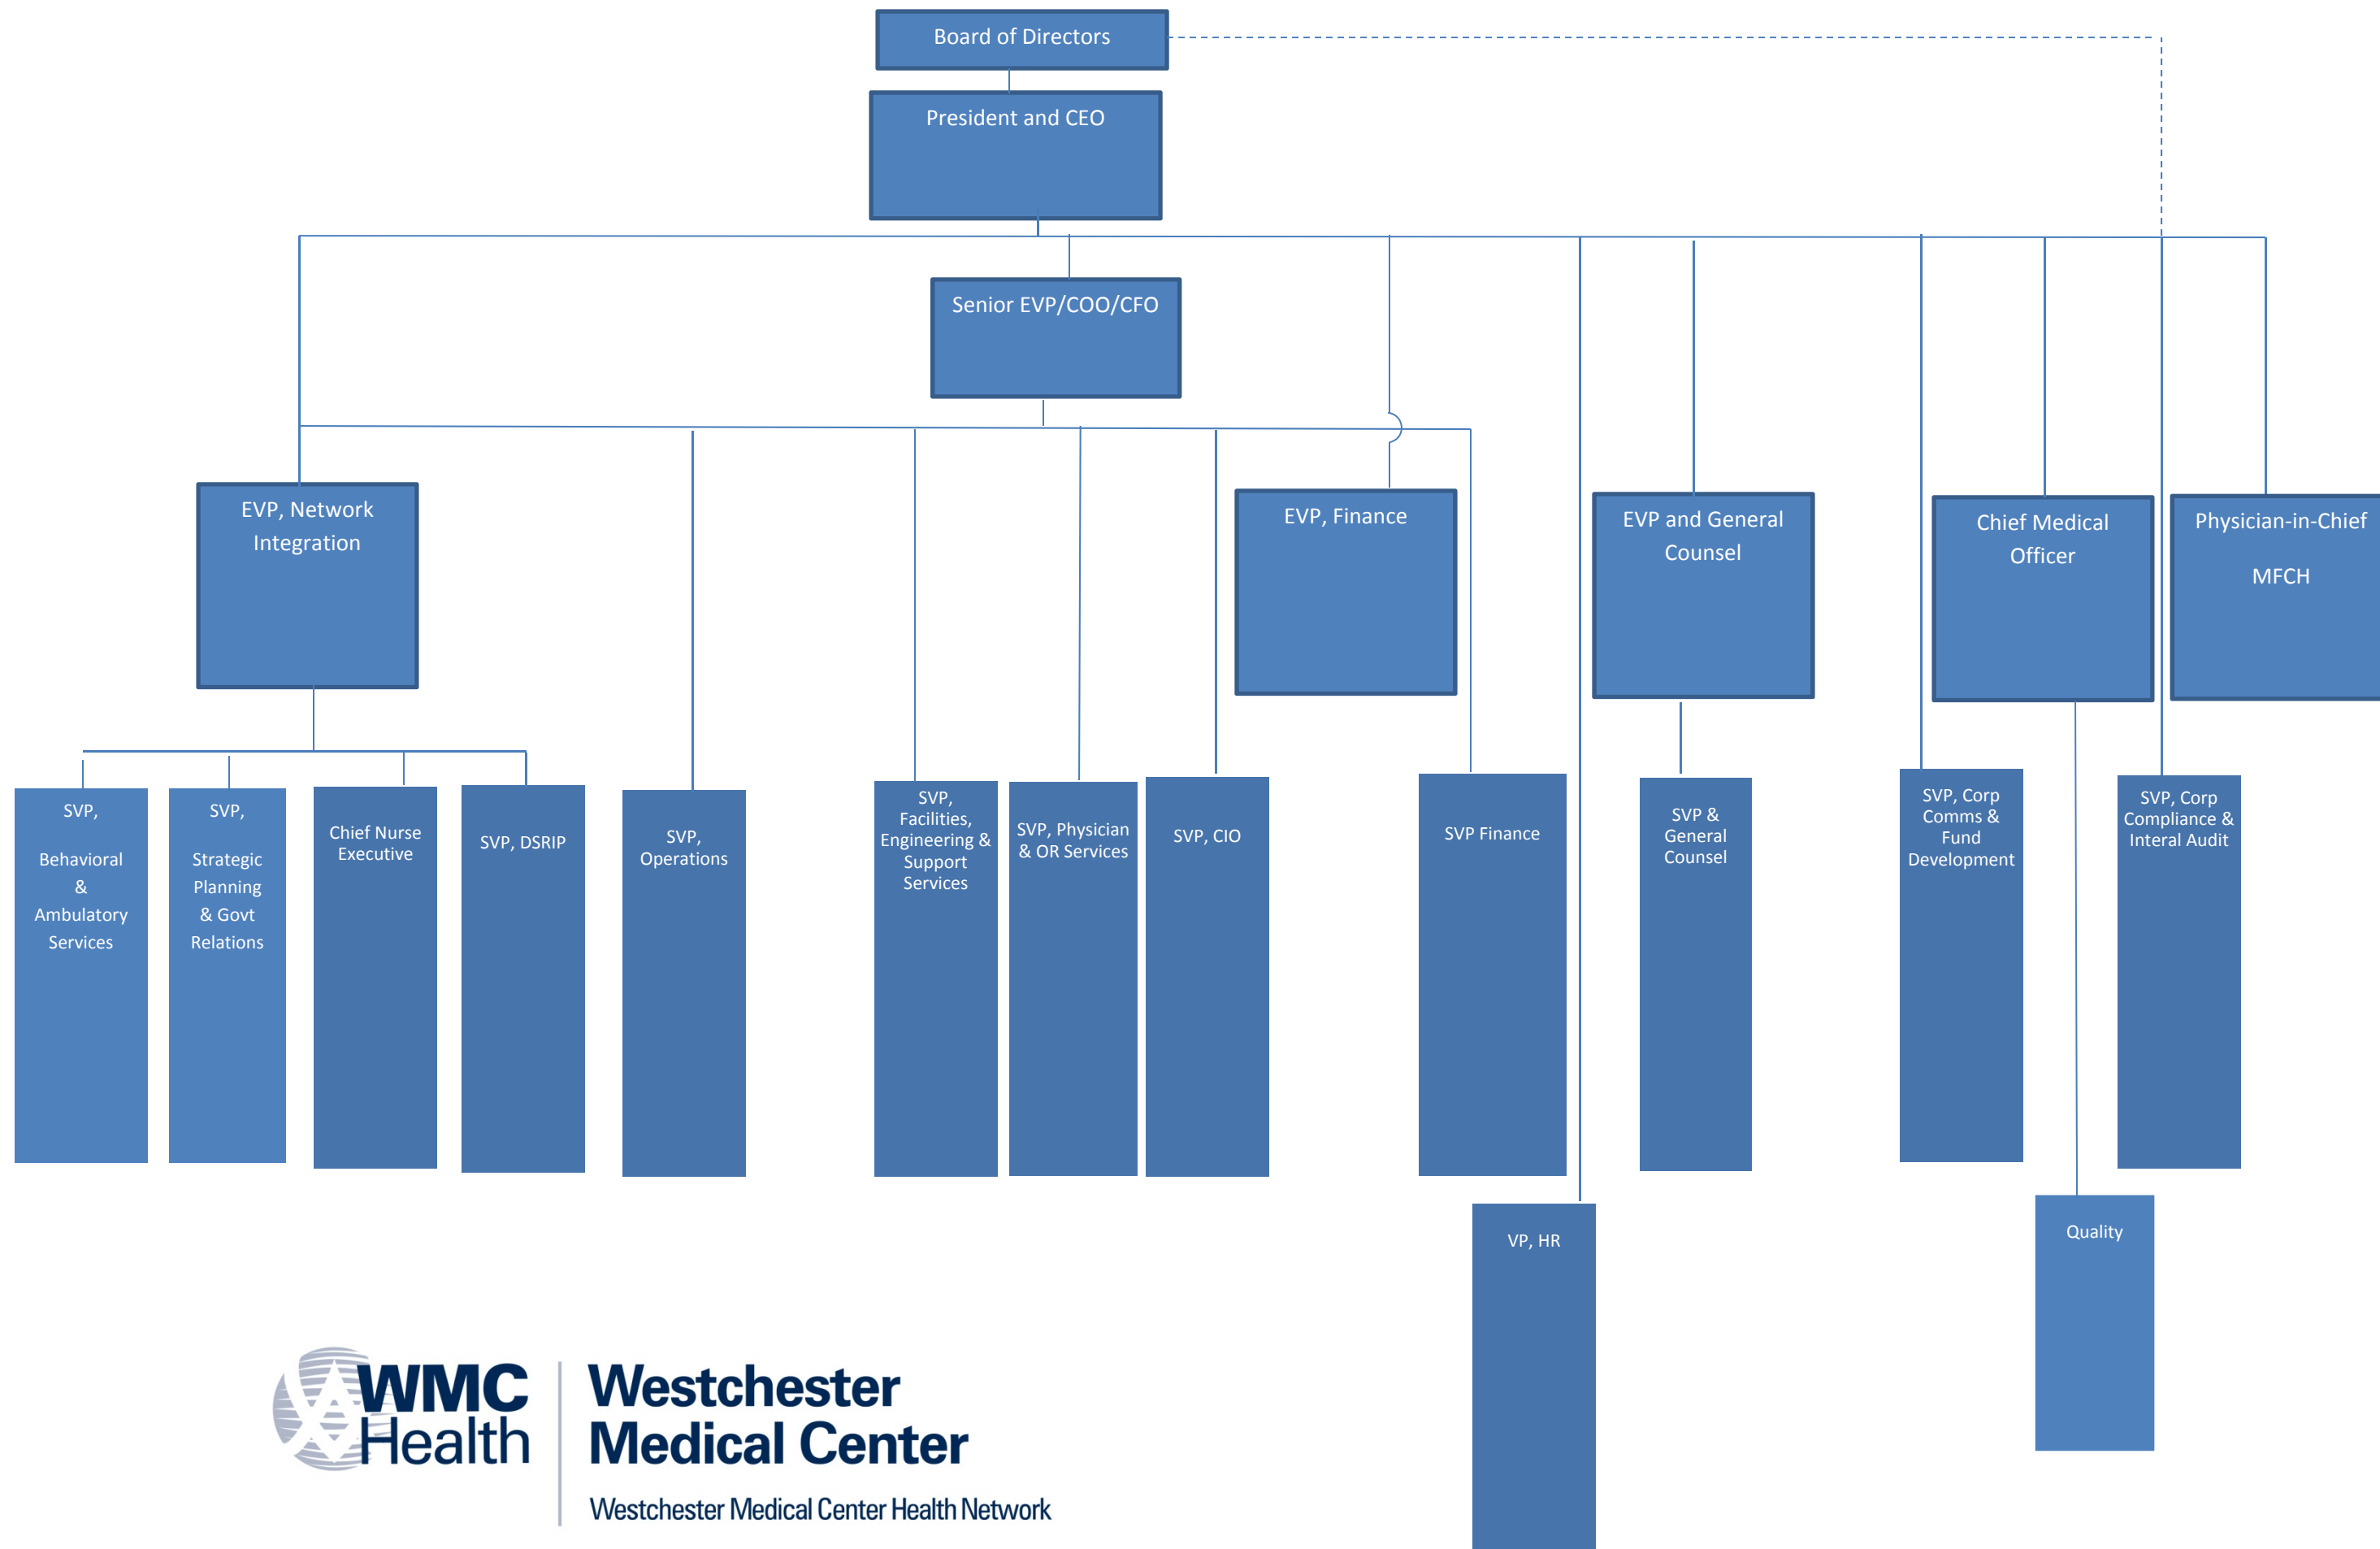 Board of Directors
President and CEO
Senior EVP/COO/CFO
EVP, Network
Integration
EVP, Finance
EVP and General
Counsel
Chief Medical
Officer
Physician-in-Chief
MFCH
SVP,
Behavioral
&
Ambulatory
Services
SVP,
Strategic
Planning
& Govt
Relations
Chief Nurse
Executive
SVP, DSRIP
SVP,
Operations
SVP,
Facilities,
Engineering &
Support
Services
SVP, Physician
& OR Services
SVP, CIO
SVP Finance
SVP &
General
Counsel
SVP, Corp
Comms &
Fund
Development
SVP, Corp
Compliance &
Interal Audit
VP, HR
Quality
WMC
Health
Westchester
Medical Center
Westchester Medical Center Health Network